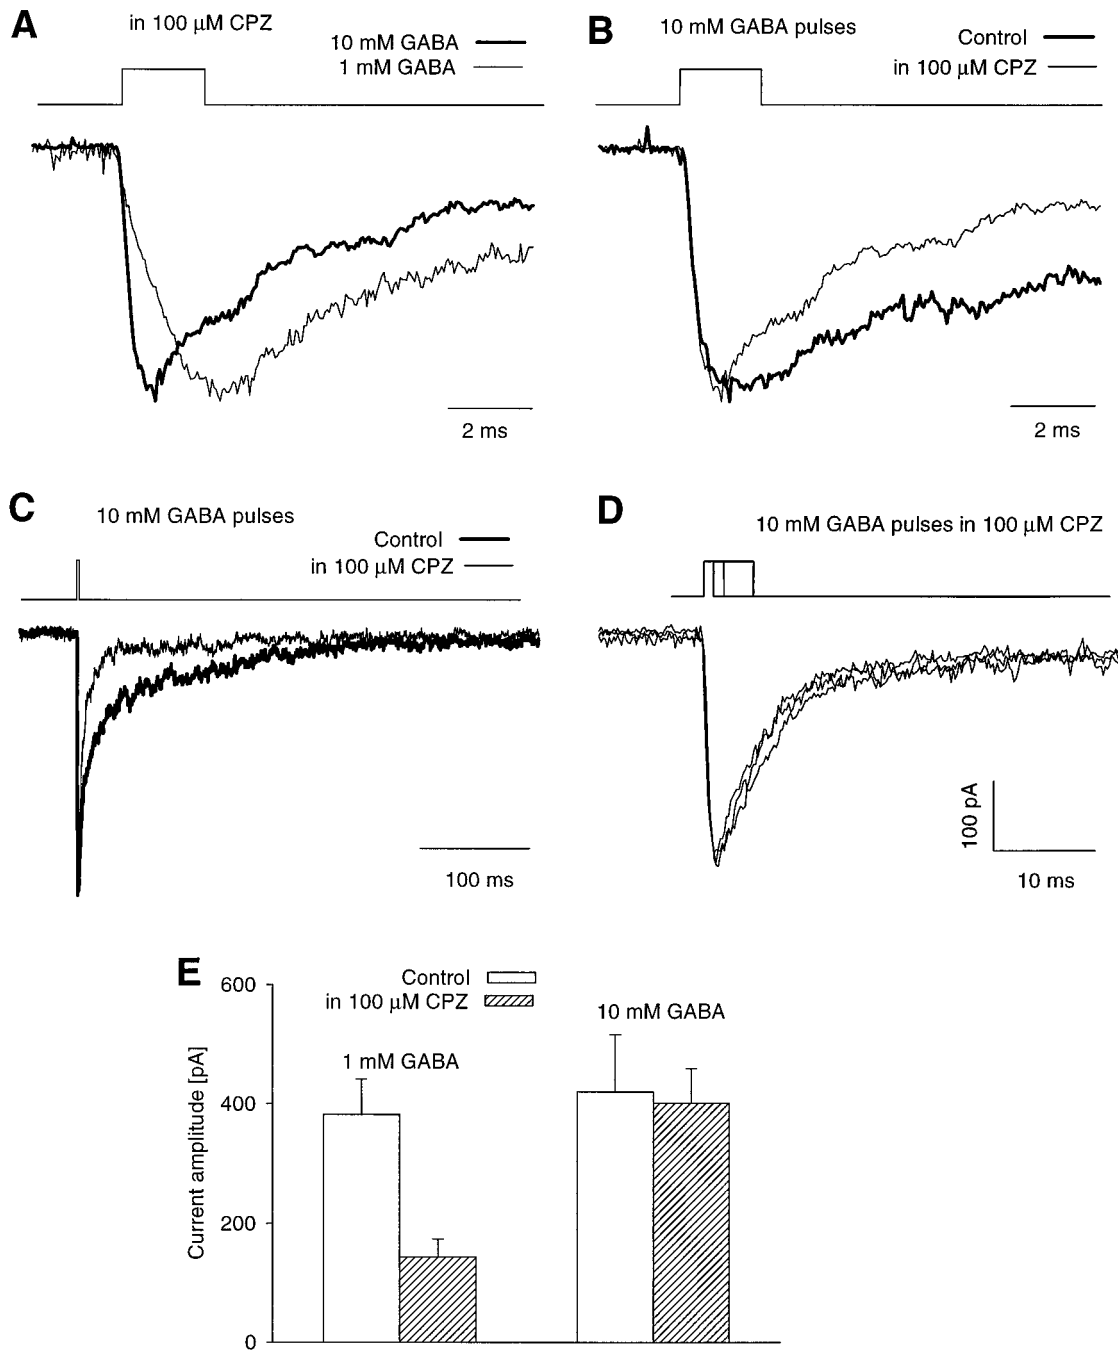 A
in 100 μM CPZ
10 mM GABA
1 mM GABA
2 ms
B
10 mM GABA pulses
Control
in 100 μM CPZ
2 ms
C
10 mM GABA pulses
Control
in 100 μM CPZ
100 ms
D
10 mM GABA pulses in 100 μM CPZ
100 pA
10 ms
E
Control
in 100 μM CPZ
1 mM GABA
10 mM GABA
Current amplitude [pA]
600
400
200
0